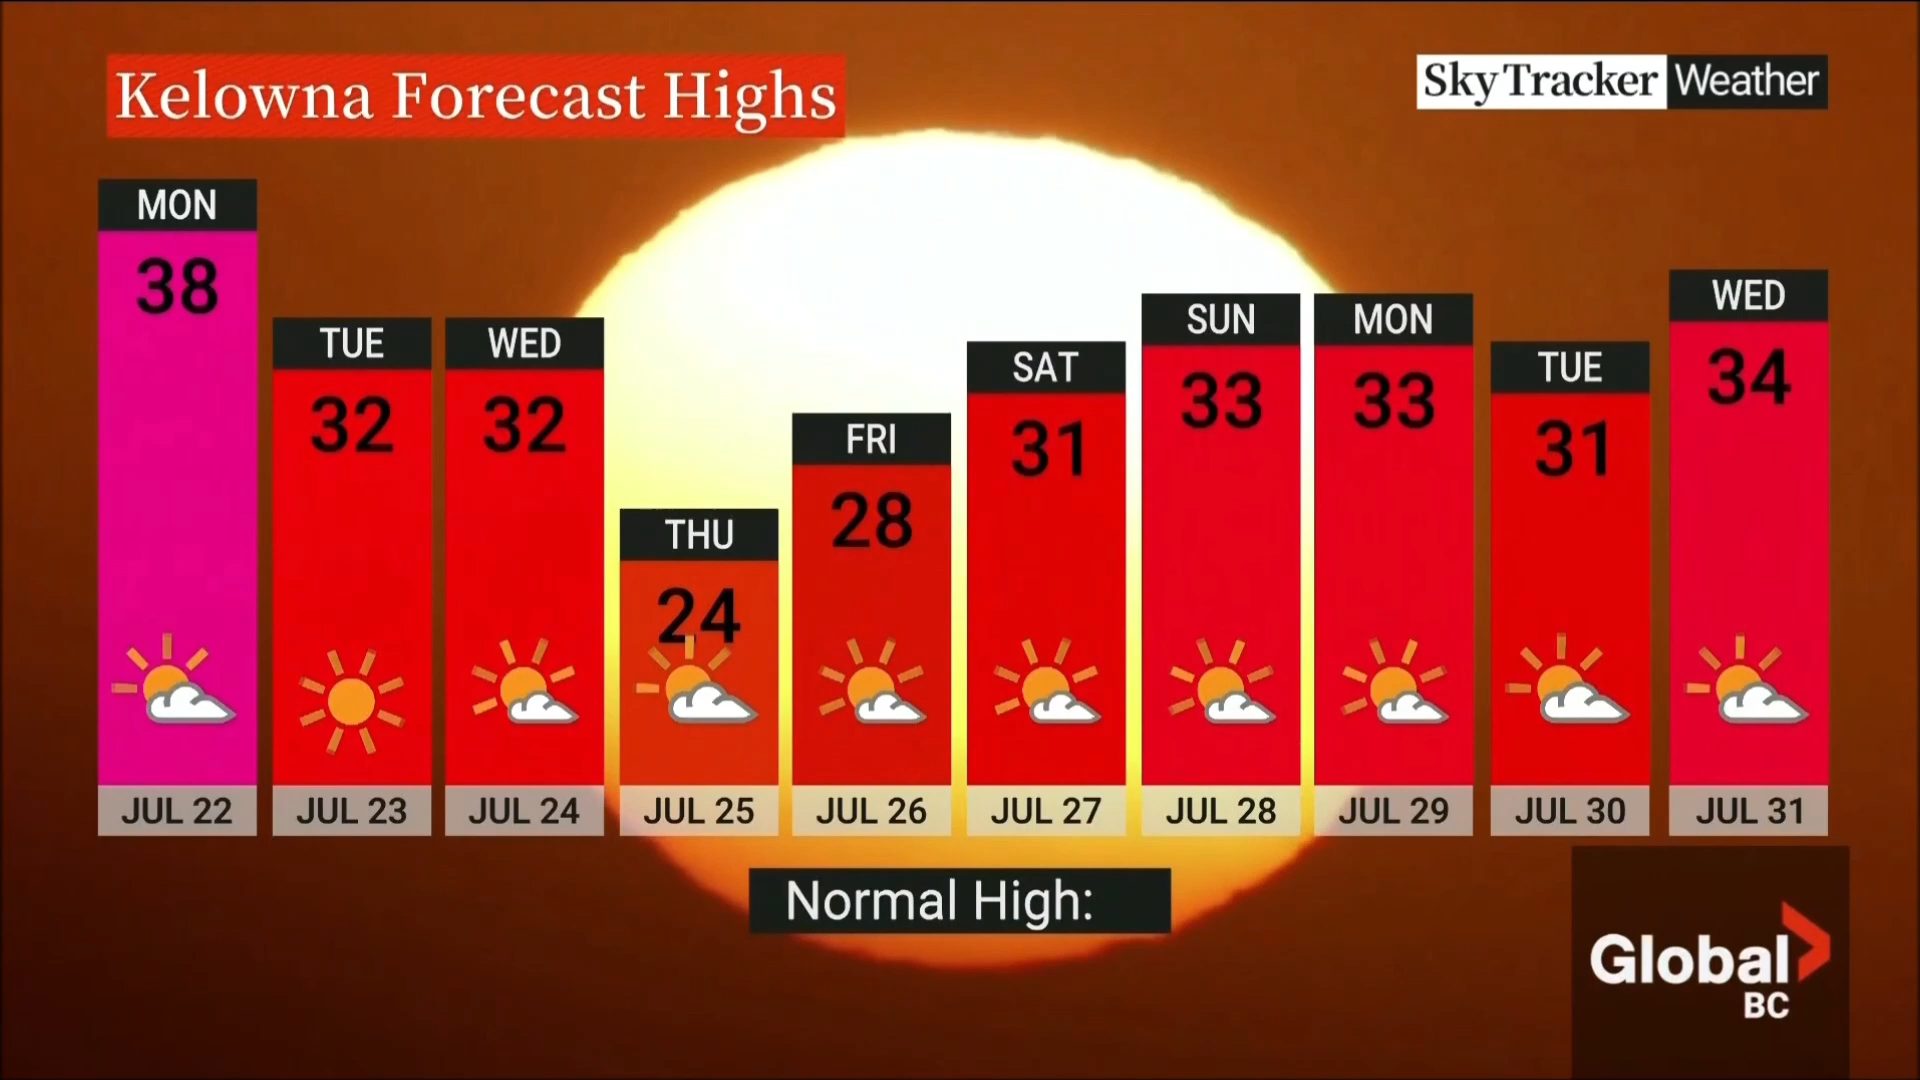 Kelowna Forecast Highs
SkyTracker Weather
MON
38
JUL 22
TUE
32
JUL 23
WED
32
JUL 24
THU
24
JUL 25
FRI
28
JUL 26
SAT
31
JUL 27
SUN
33
JUL 28
MON
33
JUL 29
TUE
31
JUL 30
WED
34
JUL 31
Normal High:
Global
BC